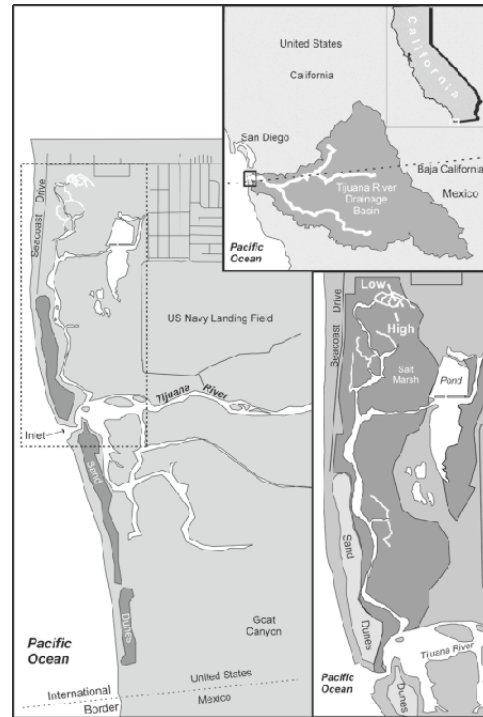 United States
California
California
San Diego
Baja California
Mexico
Tijuana River
Drainage
Basin
Pacific
Ocean
Seacoast Drive
US Navy Landing Field
Tijuana River
Inlet
Sand
Dunes
Goat
Canyon
Pacific
Ocean
International
Border
United States
Mexico
Seacoast Drive
Low
High
Salt
Marsh
Pond
Sand
Dunes
Tijuana River
Pacific
Ocean
Dunes